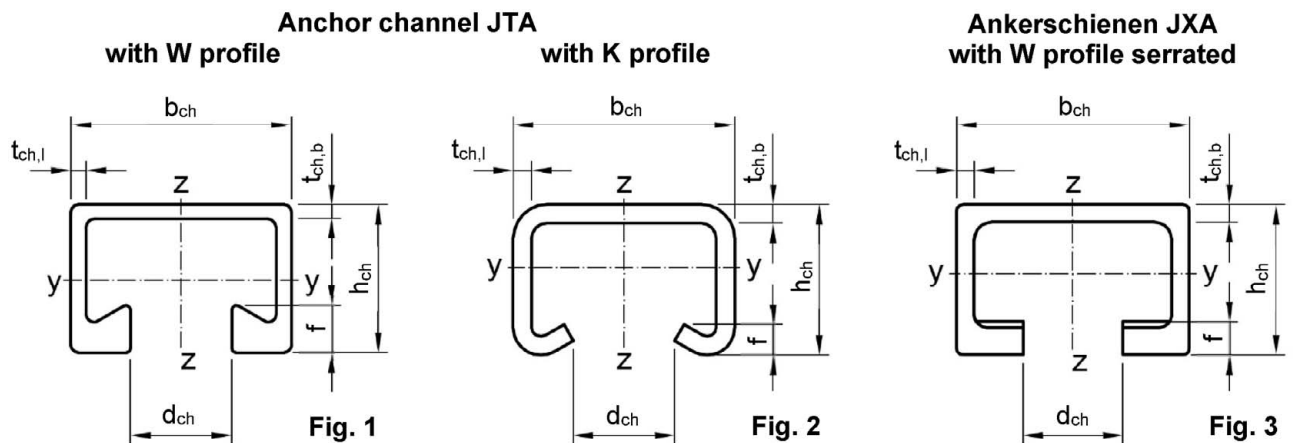 Anchor channel JTA
with W profile
with K profile
Ankerschienen JXA
with W profile serrated
bch
tch,l
tch,b
z
y
y
hch
f
z
dch
Fig. 1
bch
tch,l
tch,b
z
y
y
hch
f
z
dch
Fig. 2
bch
tch,l
tch,b
z
y
y
hch
f
z
dch
Fig. 3